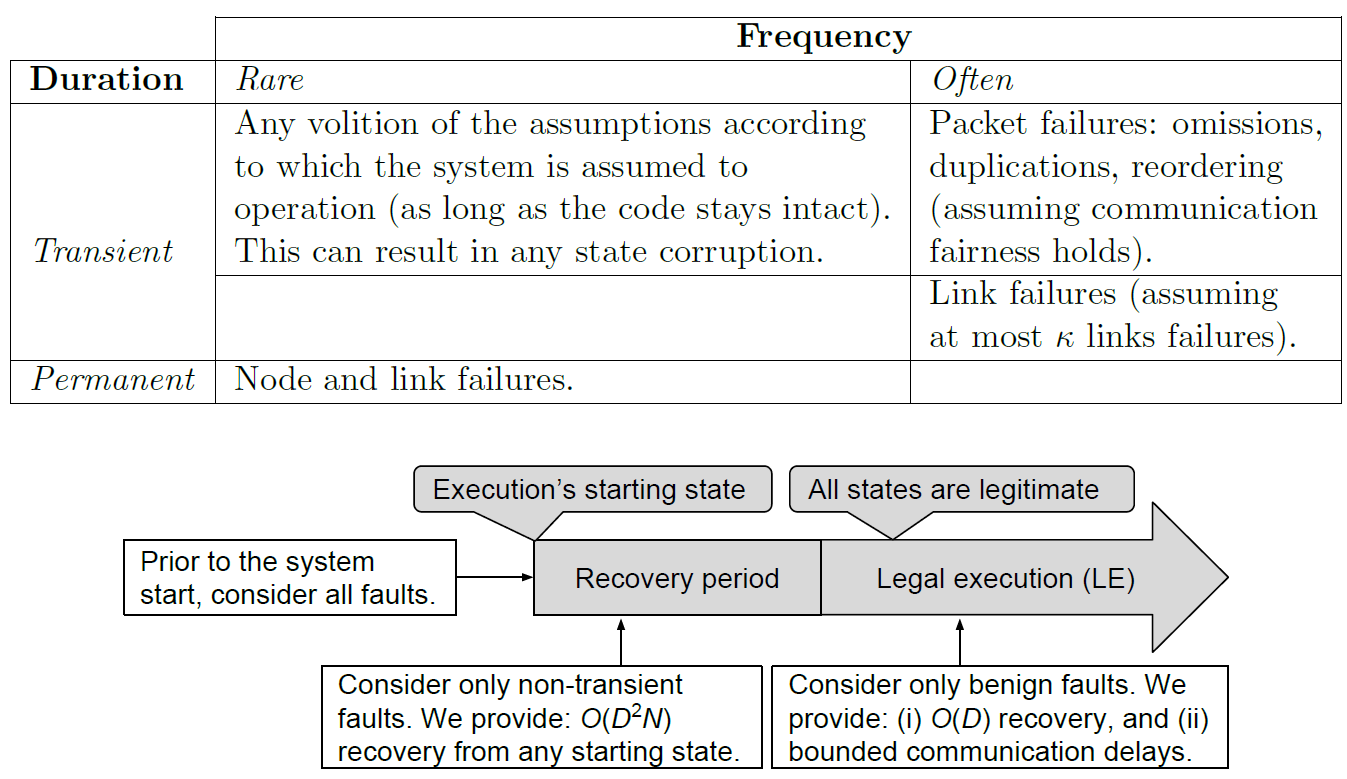 Frequency
Duration Rare Often
Any volition of the assumptions according
to which the system is assumed to
operation (as long as the code stays intact).
This can result in any state corruption.
Transient
Packet failures: omissions,
duplications, reordering
(assuming communication
fairness holds).
Link failures (assuming
at most κ links failures).
Permanent Node and link failures.
Execution’s starting state
All states are legitimate
Prior to the system
start, consider all faults.
Recovery period
Legal execution (LE)
Consider only non-transient
faults. We provide: O(D²N)
recovery from any starting state.
Consider only benign faults. We
provide: (i) O(D) recovery, and (ii)
bounded communication delays.